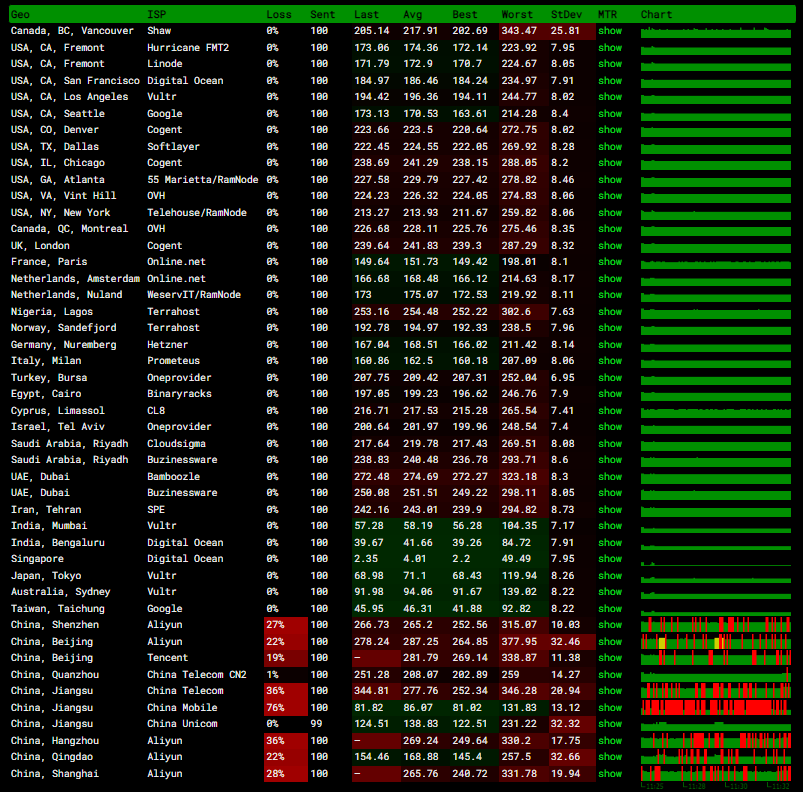 Geo ISP Loss Sent Last Avg Best Worst StDev MTR Chart
Canada, BC, Vancouver Shaw 0% 100 205.14 217.91 202.69 343.47 25.81 show
USA, CA, Fremont Hurricane FMT2 0% 100 173.06 174.36 172.14 223.92 7.95 show
USA, CA, Fremont Linode 0% 100 171.79 172.9 170.7 224.67 8.05 show
USA, CA, San Francisco Digital Ocean 0% 100 184.97 186.46 184.24 234.97 7.91 show
USA, CA, Los Angeles Vultr 0% 100 194.42 196.36 194.11 244.77 8.02 show
USA, CA, Seattle Google 0% 100 173.13 170.53 163.61 214.28 8.4 show
USA, CO, Denver Cogent 0% 100 223.66 223.5 220.64 272.75 8.02 show
USA, TX, Dallas Softlayer 0% 100 222.45 224.55 222.05 269.92 8.28 show
USA, IL, Chicago Cogent 0% 100 238.69 241.29 238.15 288.05 8.2 show
USA, GA, Atlanta 55 Marietta/RamNode 0% 100 227.58 229.79 227.42 278.82 8.46 show
USA, VA, Vint Hill OVH 0% 100 224.23 226.32 224.05 274.83 8.06 show
USA, NY, New York Telehouse/RamNode 0% 100 213.27 213.93 211.67 259.82 8.06 show
Canada, QC, Montreal OVH 0% 100 226.68 228.11 225.76 275.46 8.35 show
UK, London Cogent 0% 100 239.64 241.83 239.3 287.29 8.32 show
France, Paris Online.net 0% 100 149.64 151.73 149.42 198.01 8.1 show
Netherlands, Amsterdam Online.net 0% 100 166.68 168.48 166.12 214.63 8.17 show
Netherlands, Nuland WeservIT/RamNode 0% 100 173 175.07 172.53 219.92 8.11 show
Nigeria, Lagos Terrahost 0% 100 253.16 254.48 252.22 302.6 7.63 show
Norway, Sandefjord Terrahost 0% 100 192.78 194.97 192.33 238.5 7.96 show
Germany, Nuremberg Hetzner 0% 100 167.04 168.51 166.02 211.42 8.14 show
Italy, Milan Prometeus 0% 100 160.86 162.5 160.18 207.09 8.06 show
Turkey, Bursa Oneprovider 0% 100 207.75 209.42 207.31 252.04 6.95 show
Egypt, Cairo Binaryracks 0% 100 197.05 199.23 196.62 246.76 7.9 show
Cyprus, Limassol CL8 0% 100 216.71 217.53 215.28 265.54 7.41 show
Israel, Tel Aviv Oneprovider 0% 100 200.64 201.97 199.96 248.54 7.4 show
Saudi Arabia, Riyadh Cloudsigma 0% 100 217.64 219.78 217.43 269.51 8.08 show
Saudi Arabia, Riyadh Buzinessware 0% 100 238.83 240.48 236.78 293.71 8.6 show
UAE, Dubai Bamboozle 0% 100 272.48 274.69 272.27 323.18 8.3 show
UAE, Dubai Buzinessware 0% 100 250.08 251.51 249.22 298.11 8.05 show
Iran, Tehran SPE 0% 100 242.16 243.01 239.9 294.82 8.73 show
India, Mumbai Vultr 0% 100 57.28 58.19 56.28 104.35 7.17 show
India, Bengaluru Digital Ocean 0% 100 39.67 41.66 39.26 84.72 7.91 show
Singapore Digital Ocean 0% 100 2.35 4.01 2.2 49.49 7.95 show
Japan, Tokyo Vultr 0% 100 68.98 71.1 68.43 119.94 8.26 show
Australia, Sydney Vultr 0% 100 91.98 94.06 91.67 139.02 8.22 show
Taiwan, Taichung Google 0% 100 45.95 46.31 41.88 92.82 8.22 show
China, Shenzhen Aliyun 27% 100 266.73 265.2 252.56 315.07 10.03 show
China, Beijing Aliyun 22% 100 278.24 287.25 264.85 377.95 32.46 show
China, Beijing Tencent 19% 100 – 281.79 269.14 338.87 11.38 show
China, Quanzhou China Telecom CN2 1% 100 251.28 208.07 202.89 259 14.27 show
China, Jiangsu China Telecom 36% 100 344.81 277.76 252.34 346.28 20.94 show
China, Jiangsu China Mobile 76% 100 81.82 86.07 81.02 131.83 13.12 show
China, Jiangsu China Unicom 0% 99 124.51 138.83 122.51 231.22 32.32 show
China, Hangzhou Aliyun 36% 100 – 269.24 249.64 330.2 17.75 show
China, Qingdao Aliyun 22% 100 154.46 168.88 145.4 257.5 32.66 show
China, Shanghai Aliyun 28% 100 – 265.76 240.72 331.78 19.94 show